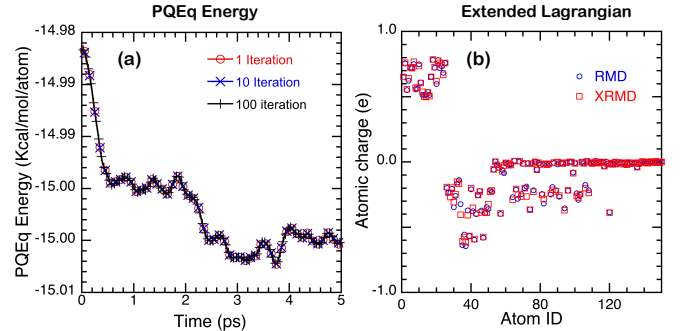 PQEq Energy
-14.98
-14.99
-14.99
-15.00
-15.00
-15.01
PQEq Energy (Kcal/mol/atom)
(a)
1 Iteration
10 Iteration
100 iteration
0 1 2 3 4 5
Time (ps)
Extended Lagrangian
1.0
0.0
-1.0
Atomic charge (e)
(b)
RMD
XRMD
0 40 80 120
Atom ID